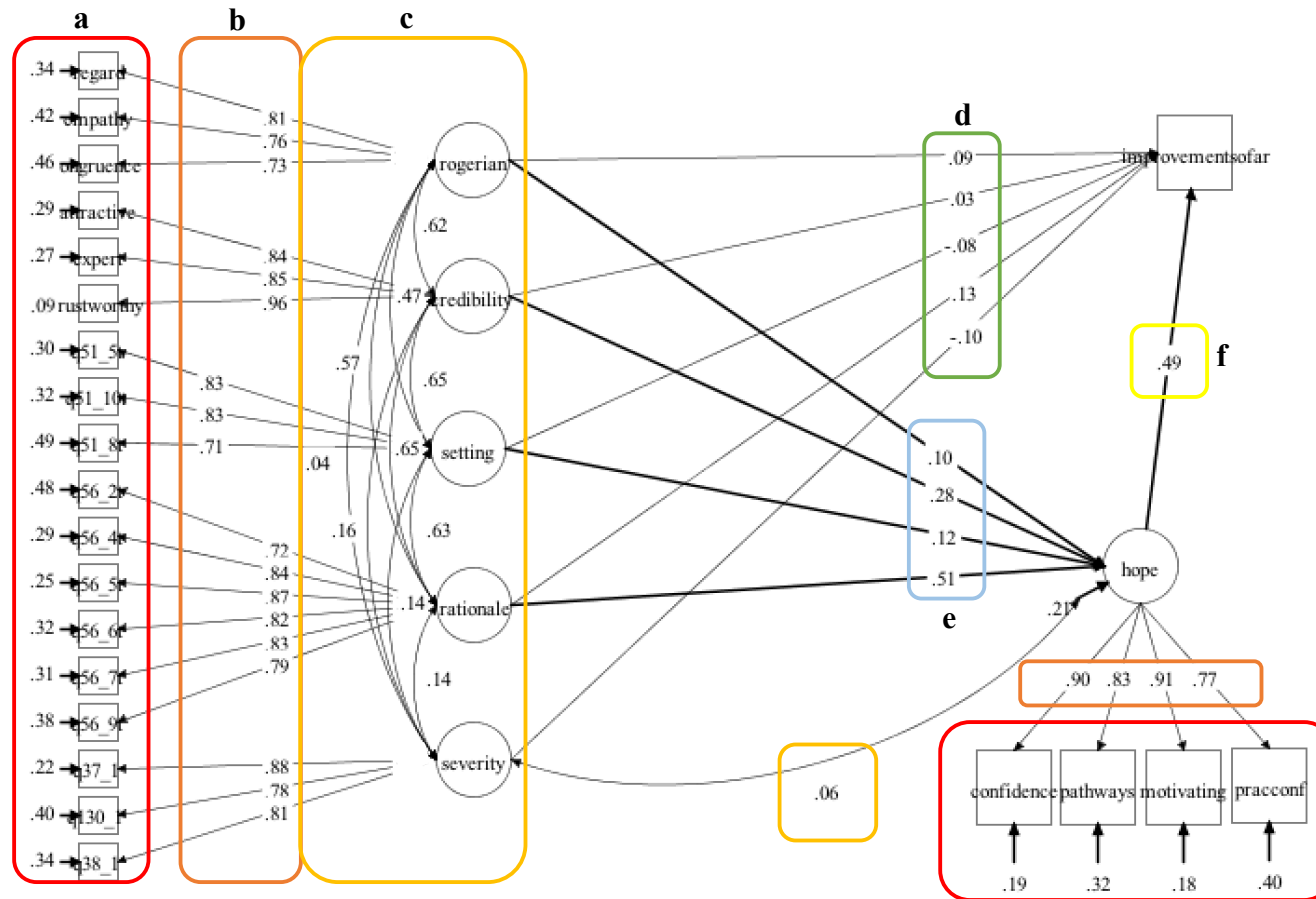 a
b
c
.34 regard
.42 empathy
.46 ongruence
.29 attractive
.27 expert
.09 rustworthy
.30 q51_5
.32 q51_10
.49 q51_8
.48 q56_2
.29 q56_4
.25 q56_5
.32 q56_6
.31 q56_7
.38 q56_9
.22 q37_1
.40 q130_1
.34 q38_1
.81
.76
.73
.84
.85
.96
.83
.83
.71
.72
.84
.87
.82
.83
.79
.88
.78
.81
rogerian
.62
.47 credibility
.57
.65
.65 setting
.04
.16
.63
.14 rationale
.14
severity
d
.09
.03
-.08
.13
-.10
improvementsofar
.49 f
.10
.28
.12
.51
e
hope
.21
.06
.90 .83 .91 .77
confidence pathways motivating pracconf
.19 .32 .18 .40